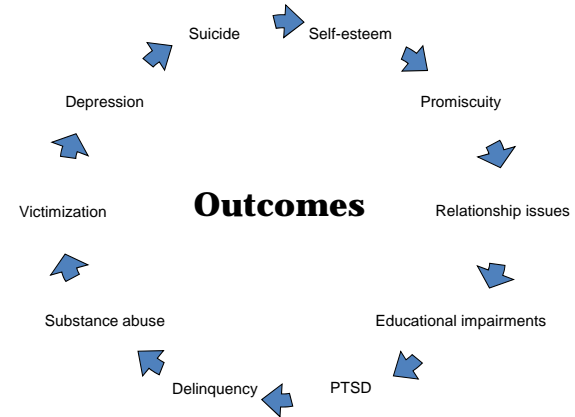 Suicide
Self-esteem
Depression
Promiscuity
Outcomes
Victimization
Relationship issues
Substance abuse
Educational impairments
Delinquency
PTSD